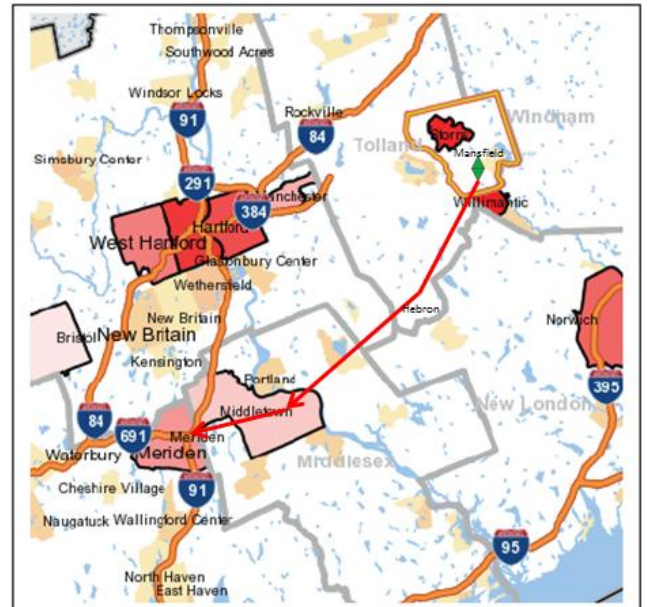 Thompsonville
Southwood Acres
Windsor Locks
91
Rockville
84
Windham
Tolland
Storrs
Mansfield
Simsbury Center
291
Manchester
384
Willimantic
Hartford
West Hartford
Glastonbury Center
Wethersfield
Hebron
New Britain
Bristol
New Britain
Norwich
Kensington
Portland
395
Middletown
New London
84
691
Meriden
Waterbury
Meriden
Middlesex
Cheshire Village
91
Naugatuck
Wallingford Center
95
North Haven
East Haven